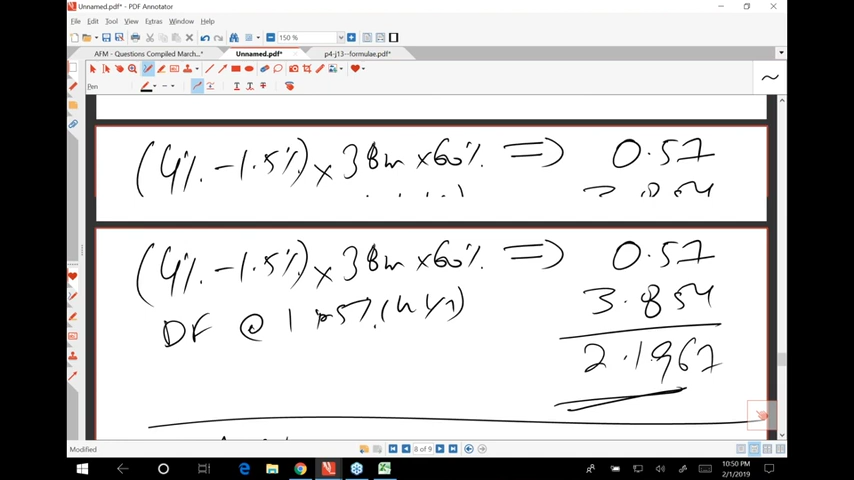 Unnamed.pdf* - PDF Annotator
File Edit Tool View Extras Window Help
150 %
AFM - Questions Compiled March...* Unnamed.pdf* p4-j13--formulae.pdf*
Pen
(4% - 1.5%) x 38m x 60% => 0.57
(4% - 1.5%) x 38m x 60% => 0.57
3.854
DF @ 1.5% (4 Yr)
2.1967
Modified 8 of 9
10:50 PM
2/1/2019